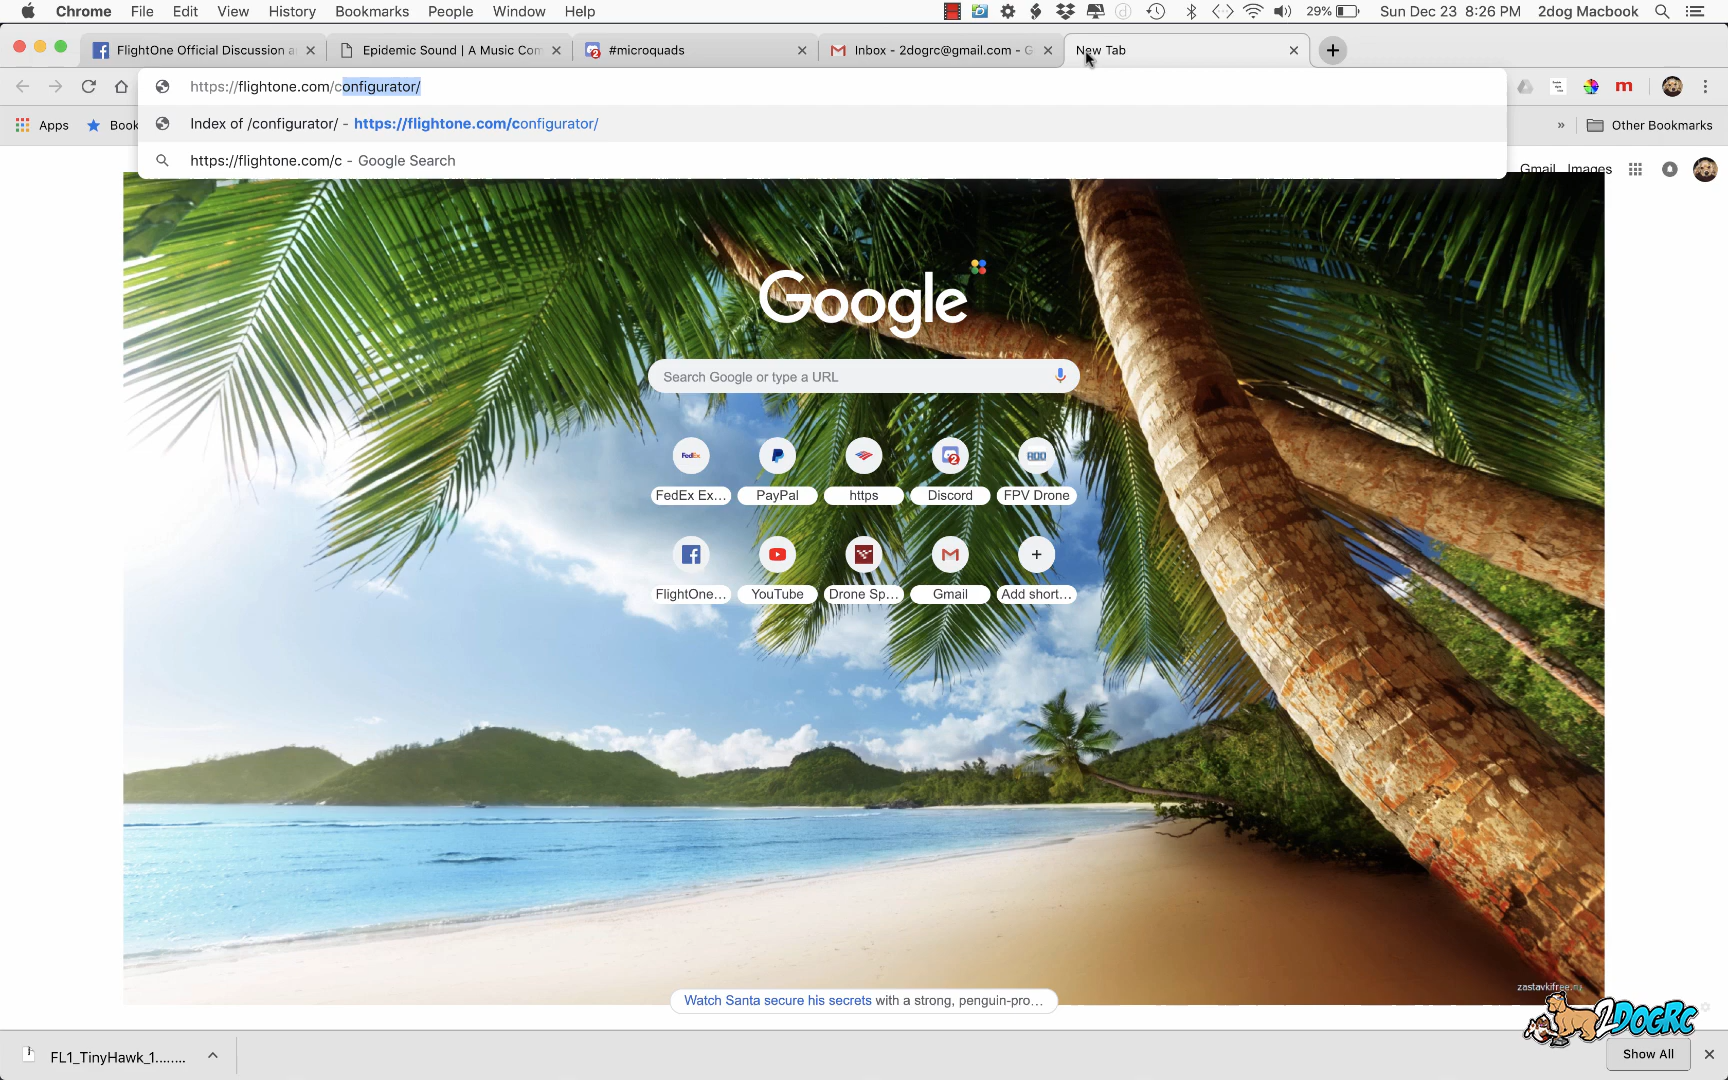 Chrome File Edit View History Bookmarks People Window Help 29% Sun Dec 23 8:26 PM 2dog Macbook
FlightOne Official Discussion a Epidemic Sound | A Music Com #microquads Inbox - 2dogrc@gmail.com - G New Tab
https://flightone.com/configurator/
Index of /configurator/ - https://flightone.com/configurator/
https://flightone.com/c - Google Search
Apps Book » Other Bookmarks
Gmail Images
Google
Search Google or type a URL
FedEx
FedEx Ex... PayPal https Discord FPV Drone
FlightOne... YouTube Drone Sp... Gmail Add short...
Watch Santa secure his secrets with a strong, penguin-pro...
zastavkifree.ru
2DOGRC
FL1_TinyHawk_1....... Show All